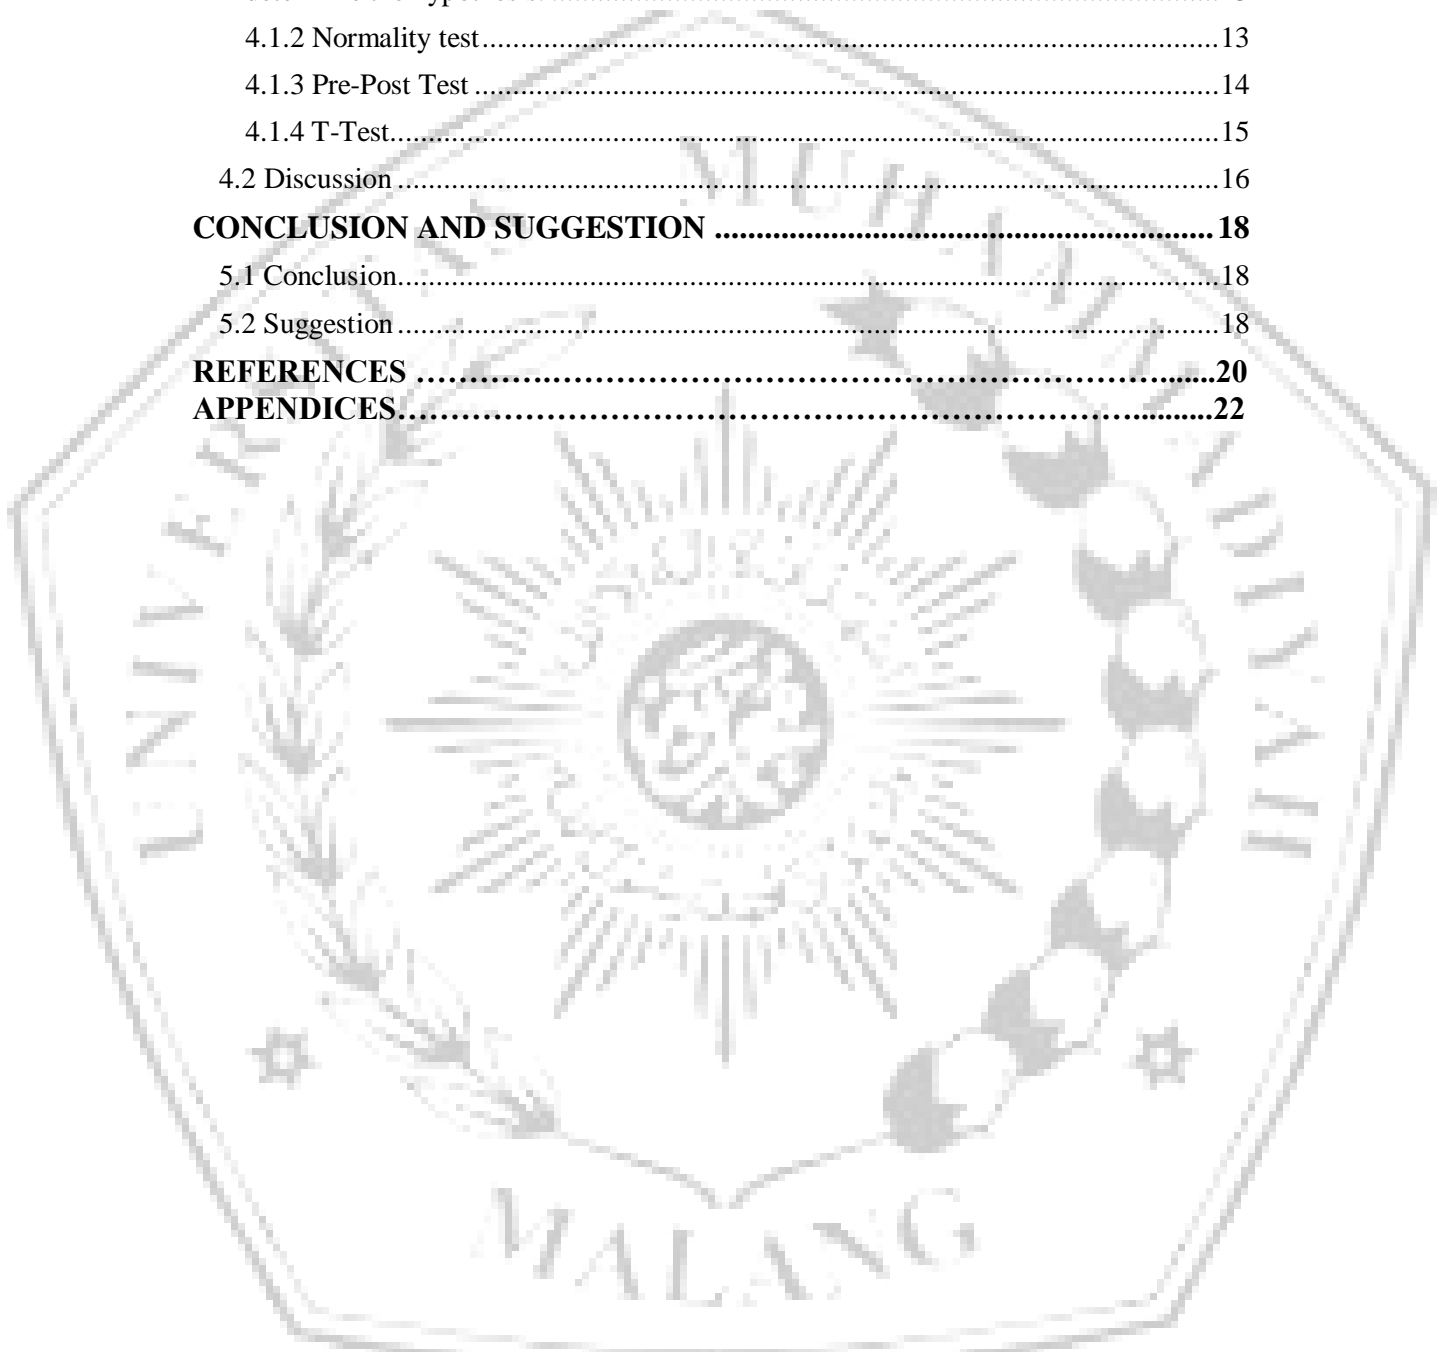 4.1.2 Normality test.......................................................................................................13
4.1.3 Pre-Post Test........................................................................................................14
4.1.4 T-Test....................................................................................................................15
4.2 Discussion................................................................................................................16
CONCLUSION AND SUGGESTION............................................................18
5.1 Conclusion................................................................................................................18
5.2 Suggestion................................................................................................................18
REFERENCES ……………………………………………………………………......20
APPENDICES……………………………………………………………………..........22
UNIVERSITAS MUHAMMADIYAH
MALANG